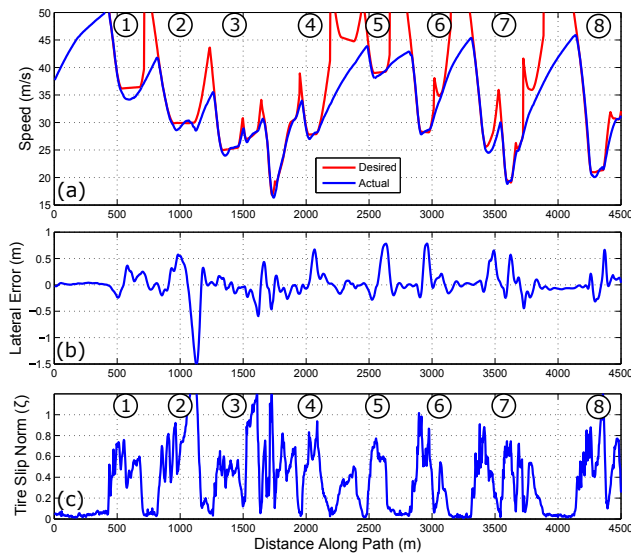 ① ② ③ ④ ⑤ ⑥ ⑦ ⑧
50
45
40
35
30
25
20
15
Speed (m/s)
Desired
Actual
(a)
0 500 1000 1500 2000 2500 3000 3500 4000 4500
1
0.5
0
−0.5
−1
−1.5
Lateral Error (m)
(b)
0 500 1000 1500 2000 2500 3000 3500 4000 4500
① ② ③ ④ ⑤ ⑥ ⑦ ⑧
1
0.8
0.6
0.4
0.2
0
Tire Slip Norm (ζ)
(c)
0 500 1000 1500 2000 2500 3000 3500 4000 4500
Distance Along Path (m)